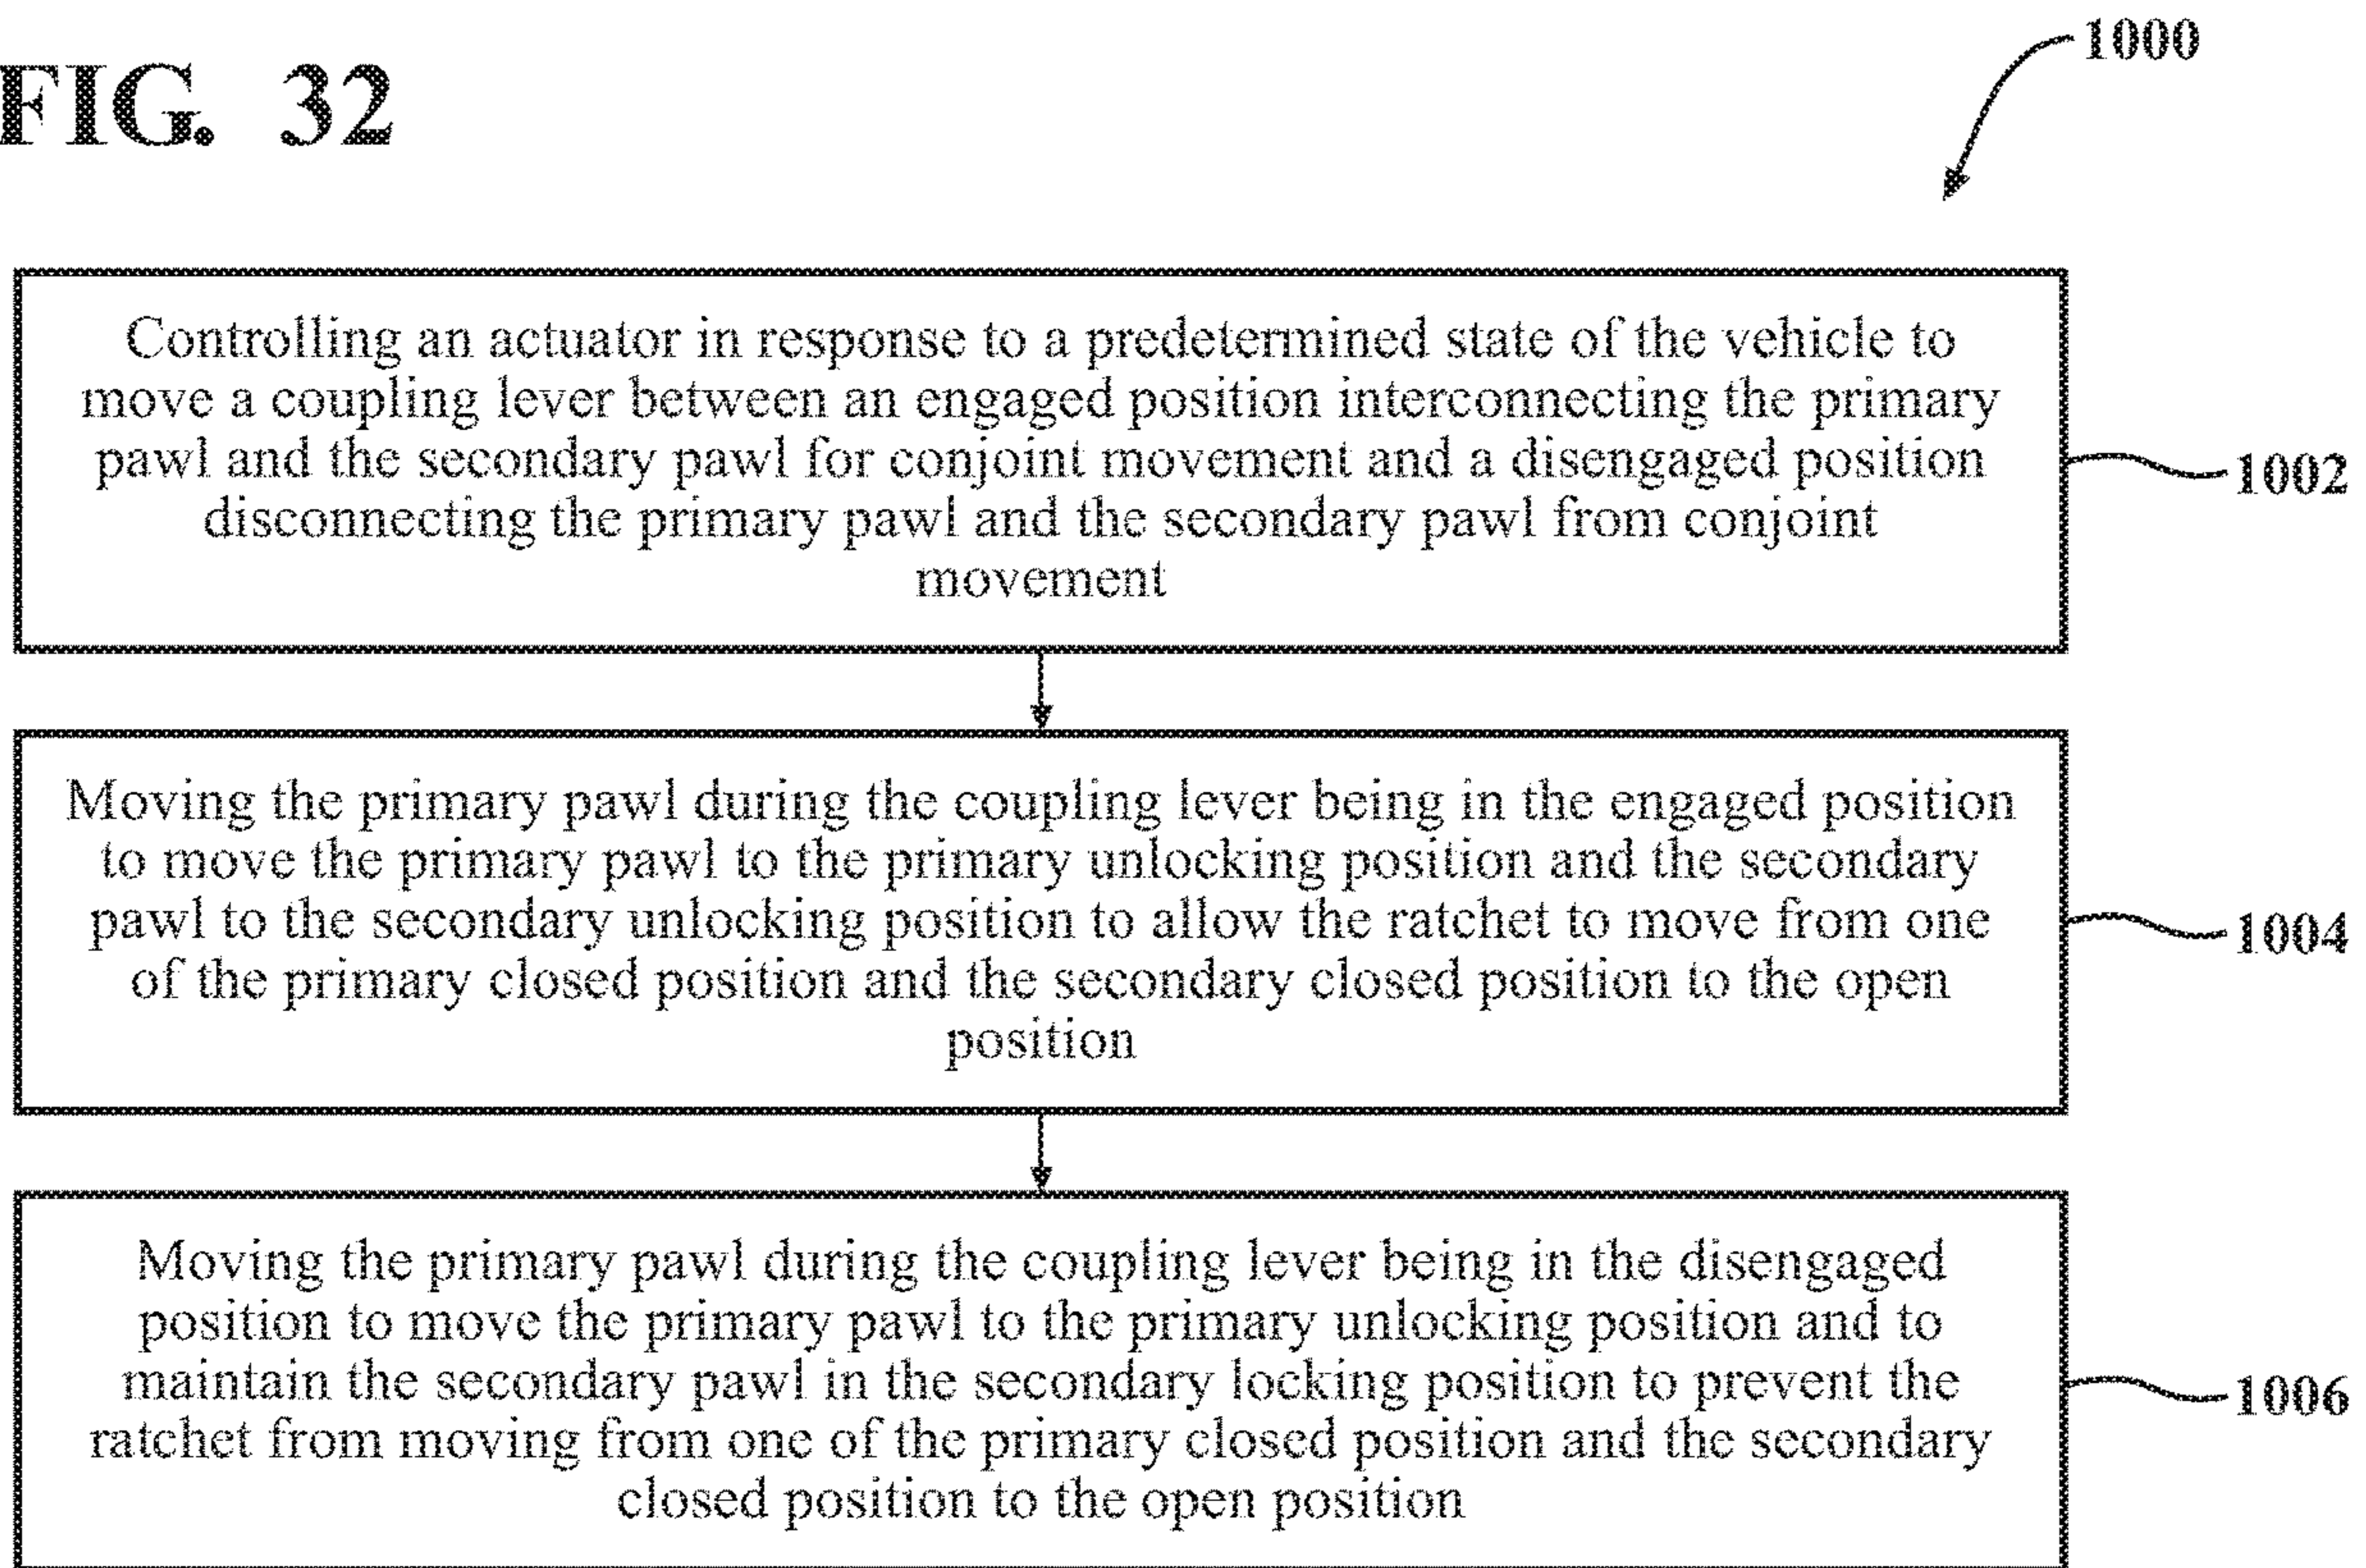 FIG. 32
1000
Controlling an actuator in response to a predetermined state of the vehicle to
move a coupling lever between an engaged position interconnecting the primary
pawl and the secondary pawl for conjoint movement and a disengaged position
disconnecting the primary pawl and the secondary pawl from conjoint
movement
1002
Moving the primary pawl during the coupling lever being in the engaged position
to move the primary pawl to the primary unlocking position and the secondary
pawl to the secondary unlocking position to allow the ratchet to move from one
of the primary closed position and the secondary closed position to the open
position
1004
Moving the primary pawl during the coupling lever being in the disengaged
position to move the primary pawl to the primary unlocking position and to
maintain the secondary pawl in the secondary locking position to prevent the
ratchet from moving from one of the primary closed position and the secondary
closed position to the open position
1006